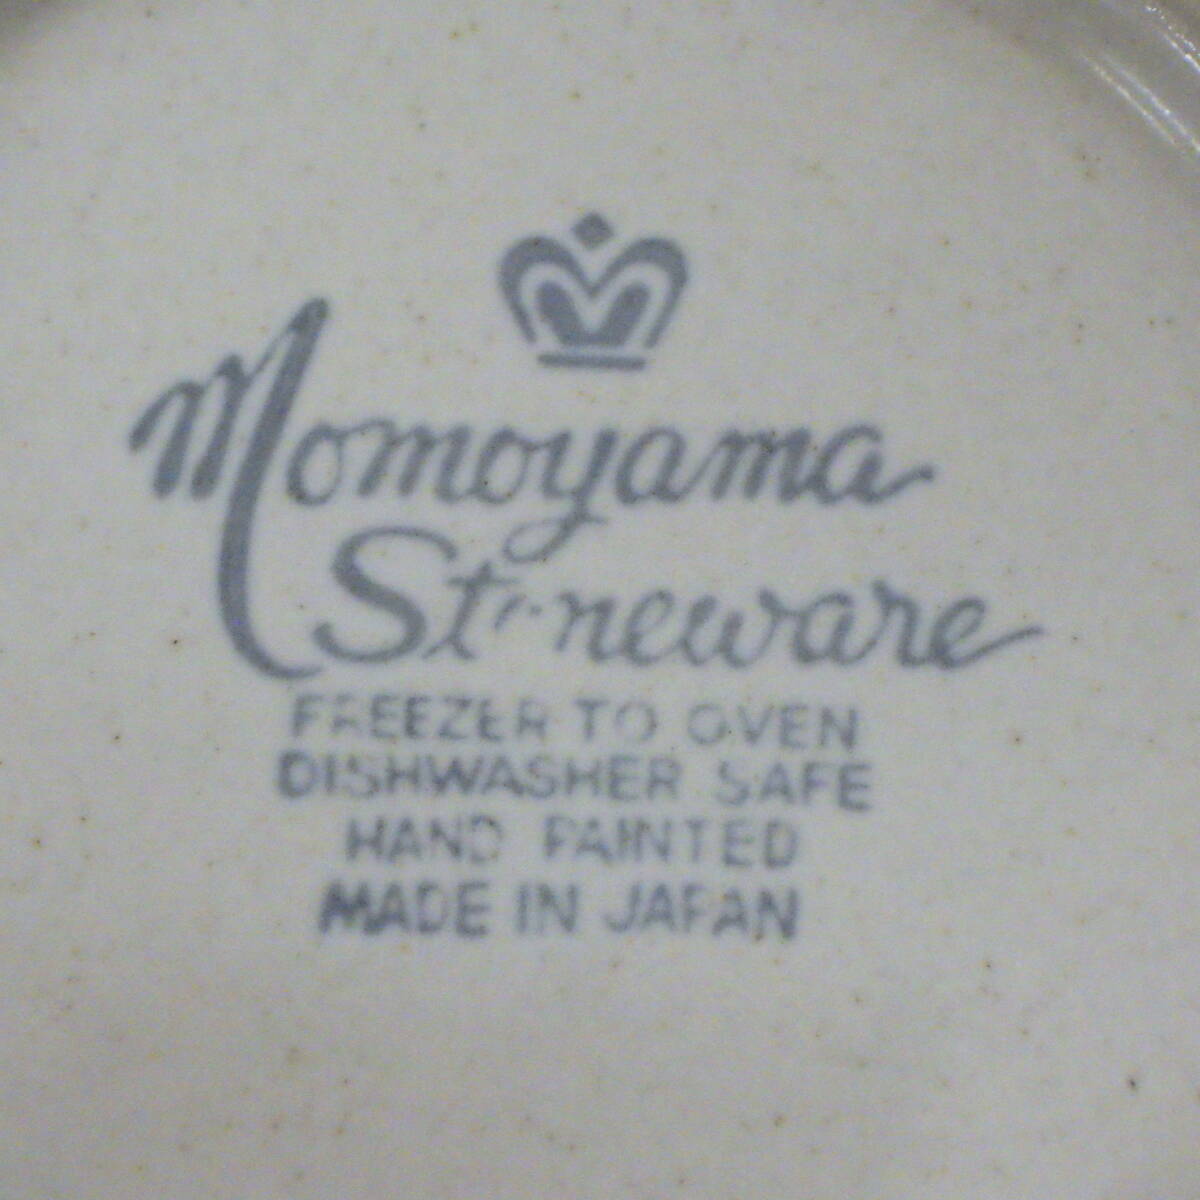 Momoyama
Stoneware
FREEZER TO OVEN
DISHWASHER SAFE
HAND PAINTED
MADE IN JAPAN